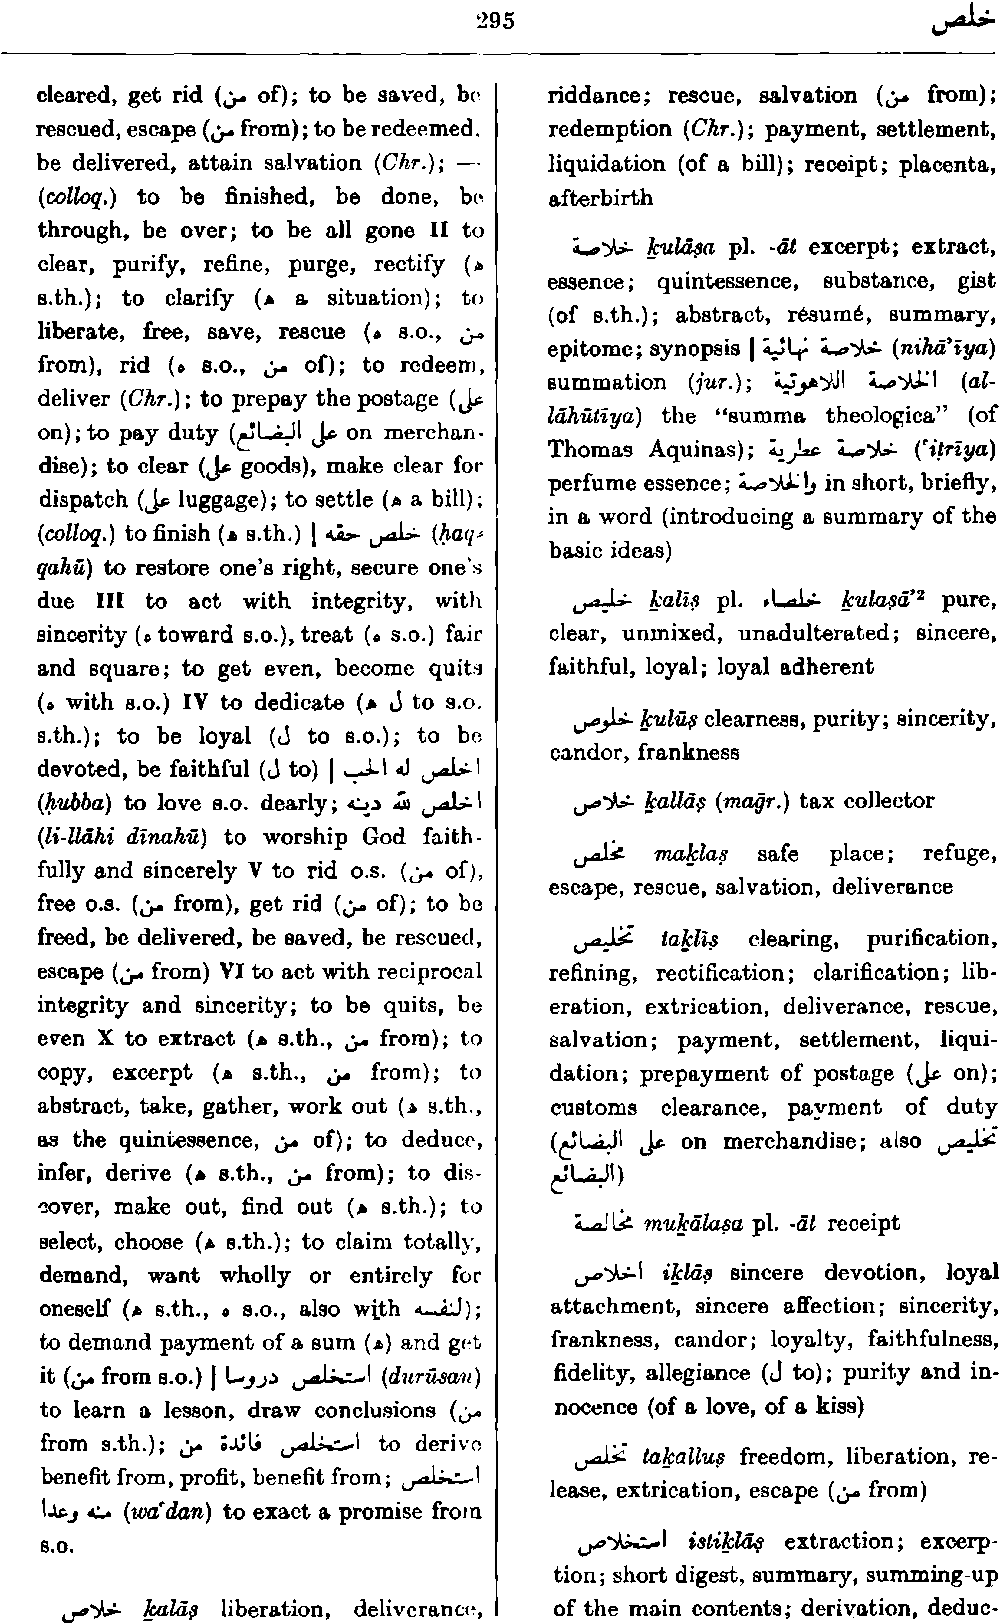 295
خلص
cleared, get rid (من of); to be saved, be
rescued, escape (من from); to be redeemed,
be delivered, attain salvation (Chr.); —
(colloq.) to be finished, be done, be
through, be over; to be all gone II to
clear, purify, refine, purge, rectify (ه
s.th.); to clarify (ه a situation); to
liberate, free, save, rescue (ه s.o., من
from), rid (ه s.o., من of); to redeem,
deliver (Chr.); to prepay the postage (على
on); to pay duty (على البضائع on merchan-
dise); to clear (على goods), make clear for
dispatch (على luggage); to settle (ه a bill);
(colloq.) to finish (ه s.th.) | خلص حقه (ḥaq-
qahū) to restore one's right, secure one's
due III to act with integrity, with
sincerity (ه toward s.o.), treat (ه s.o.) fair
and square; to get even, become quits
(ه with s.o.) IV to dedicate (ه ل to s.o.
s.th.); to be loyal (ل to s.o.); to be
devoted, be faithful (ل to) | اخلص له الحب
(ḥubba) to love s.o. dearly; اخلص لله دينه
(li-llāhi dīnahū) to worship God faith-
fully and sincerely V to rid o.s. (من of),
free o.s. (من from), get rid (من of); to be
freed, be delivered, be saved, be rescued,
escape (من from) VI to act with reciprocal
integrity and sincerity; to be quits, be
even X to extract (ه s.th., من from); to
copy, excerpt (ه s.th., من from); to
abstract, take, gather, work out (ه s.th.,
as the quintessence, من of); to deduce,
infer, derive (ه s.th., من from); to dis-
cover, make out, find out (ه s.th.); to
select, choose (ه s.th.); to claim totally,
demand, want wholly or entirely for
oneself (ه s.th., ه s.o., also with لنفسه);
to demand payment of a sum (ه) and get
it (من from s.o.) | استخلص دروسا (durūsan)
to learn a lesson, draw conclusions (من
from s.th.); استخلص فائدة من to derive
benefit from, profit, benefit from; استخلص
منه وعدا (waʿdan) to exact a promise from
s.o.
خلاص ḵalāṣ liberation, deliverance,
riddance; rescue, salvation (من from);
redemption (Chr.); payment, settlement,
liquidation (of a bill); receipt; placenta,
afterbirth
خلاصة ḵulāṣa pl. -āt excerpt; extract,
essence; quintessence, substance, gist
(of s.th.); abstract, résumé, summary,
epitome; synopsis | خلاصة نهائية (nihāʾīya)
summation (jur.); الخلاصة اللاهوتية (al-
lāhūtīya) the “summa theologica” (of
Thomas Aquinas); خلاصة عطرية (ʿiṭrīya)
perfume essence; والخلاصة in short, briefly,
in a word (introducing a summary of the
basic ideas)
خليص ḵalīṣ pl. خلصاء ḵulaṣāʾ² pure,
clear, unmixed, unadulterated; sincere,
faithful, loyal; loyal adherent
خلوص ḵulūṣ clearness, purity; sincerity,
candor, frankness
خلاص ḵallāṣ (maḡr.) tax collector
مخلص maḵlaṣ safe place; refuge,
escape, rescue, salvation, deliverance
تخليص taḵlīṣ clearing, purification,
refining, rectification; clarification; lib-
eration, extrication, deliverance, rescue,
salvation; payment, settlement, liqui-
dation; prepayment of postage (على on);
customs clearance, payment of duty
(على البضائع on merchandise; also تخليص
البضائع)
مخالصة muḵālaṣa pl. -āt receipt
اخلاص iḵlāṣ sincere devotion, loyal
attachment, sincere affection; sincerity,
frankness, candor; loyalty, faithfulness,
fidelity, allegiance (ل to); purity and in-
nocence (of a love, of a kiss)
تخلص taḵalluṣ freedom, liberation, re-
lease, extrication, escape (من from)
استخلاص istiḵlāṣ extraction; excerp-
tion; short digest, summary, summing-up
of the main contents; derivation, deduc-